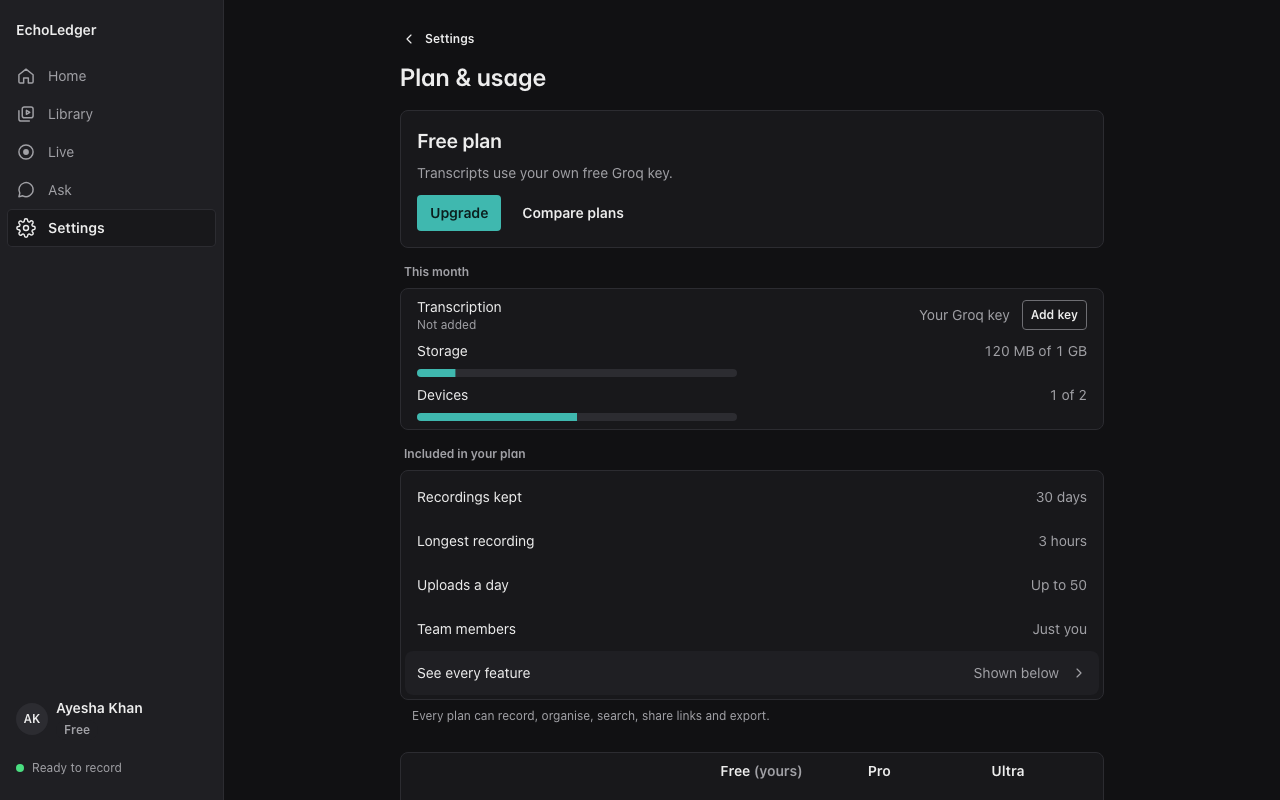 EchoLedger
Home
Library
Live
Ask
Settings
AK
Ayesha Khan
Free
Ready to record
Settings
Plan & usage
Free plan
Transcripts use your own free Groq key.
Upgrade Compare plans
This month
Transcription
Not added
Your Groq key Add key
Storage 120 MB of 1 GB
Devices 1 of 2
Included in your plan
Recordings kept 30 days
Longest recording 3 hours
Uploads a day Up to 50
Team members Just you
See every feature Shown below
Every plan can record, organise, search, share links and export.
Free (yours) Pro Ultra